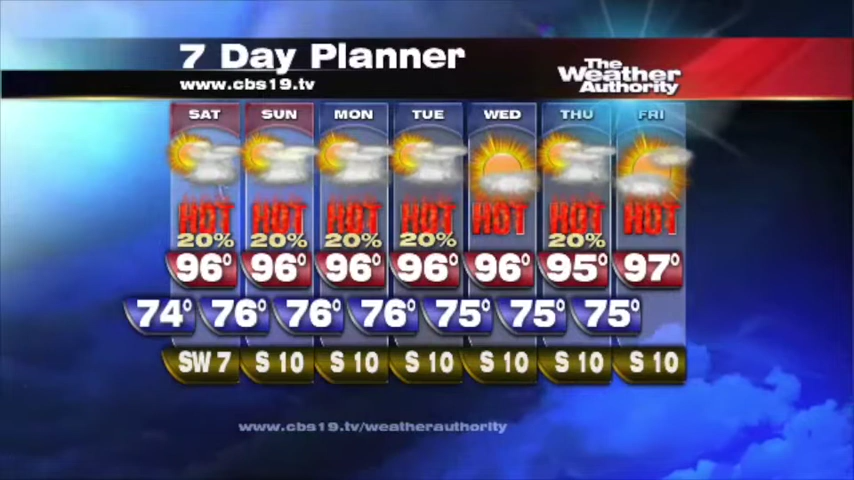 7 Day Planner
www.cbs19.tv
The
Weather
Authority
SAT SUN MON TUE WED THU FRI
HOT HOT HOT HOT HOT HOT HOT
20% 20% 20% 20% 20%
96° 96° 96° 96° 96° 95° 97°
74° 76° 76° 76° 75° 75° 75°
SW 7 S 10 S 10 S 10 S 10 S 10 S 10
www.cbs19.tv/weatherauthority